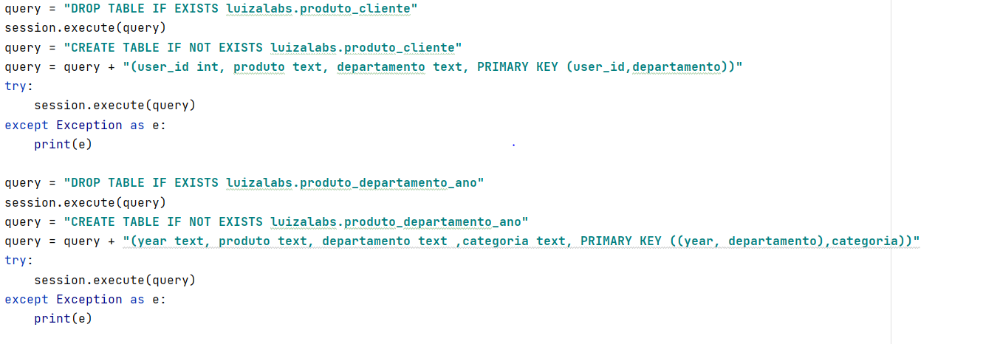 query = "DROP TABLE IF EXISTS luizalabs.produto_cliente"
session.execute(query)
query = "CREATE TABLE IF NOT EXISTS luizalabs.produto_cliente"
query = query + "(user_id int, produto text, departamento text, PRIMARY KEY (user_id,departamento))"
try:
    session.execute(query)
except Exception as e:
    print(e)
query = "DROP TABLE IF EXISTS luizalabs.produto_departamento_ano"
session.execute(query)
query = "CREATE TABLE IF NOT EXISTS luizalabs.produto_departamento_ano"
query = query + "(year text, produto text, departamento text ,categoria text, PRIMARY KEY ((year, departamento),categoria))"
try:
    session.execute(query)
except Exception as e:
    print(e)